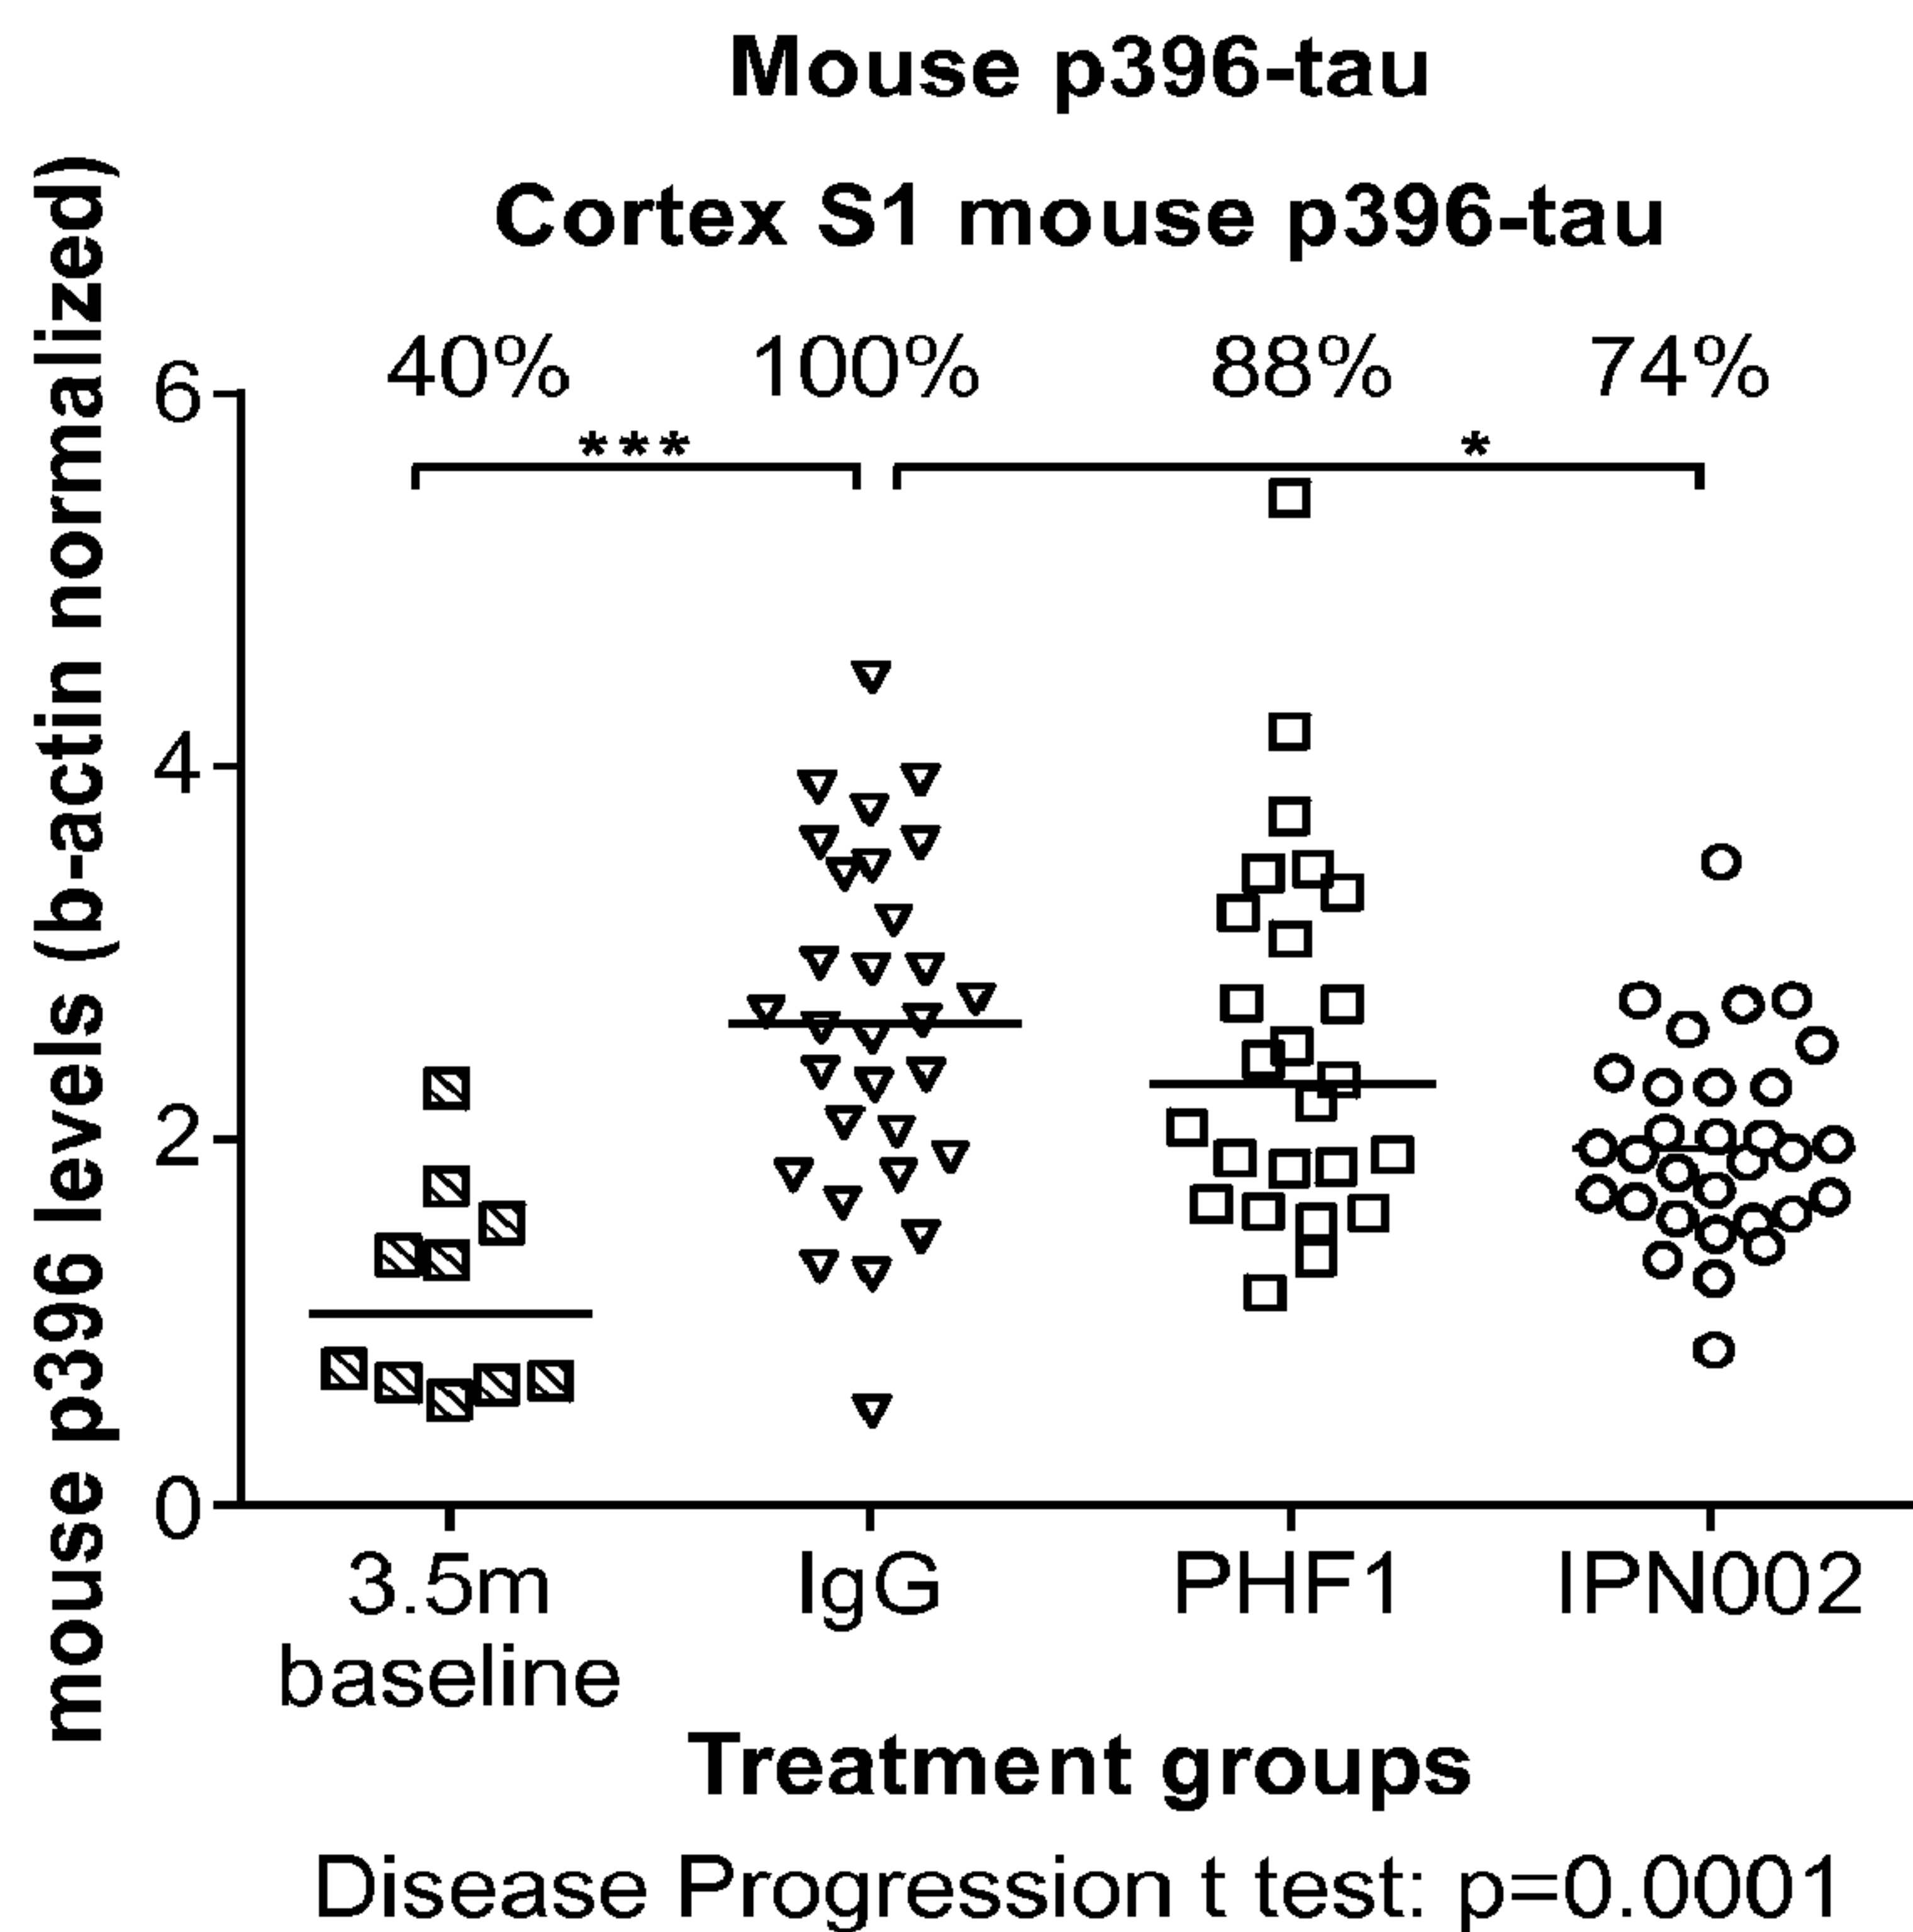 Mouse p396-tau
Cortex S1 mouse p396-tau
40% 100% 88% 74%
*** *
mouse p396 levels (b-actin normalized)
6
4
2
0
3.5m baseline IgG PHF1 IPN002
Treatment groups
Disease Progression t test: p=0.0001